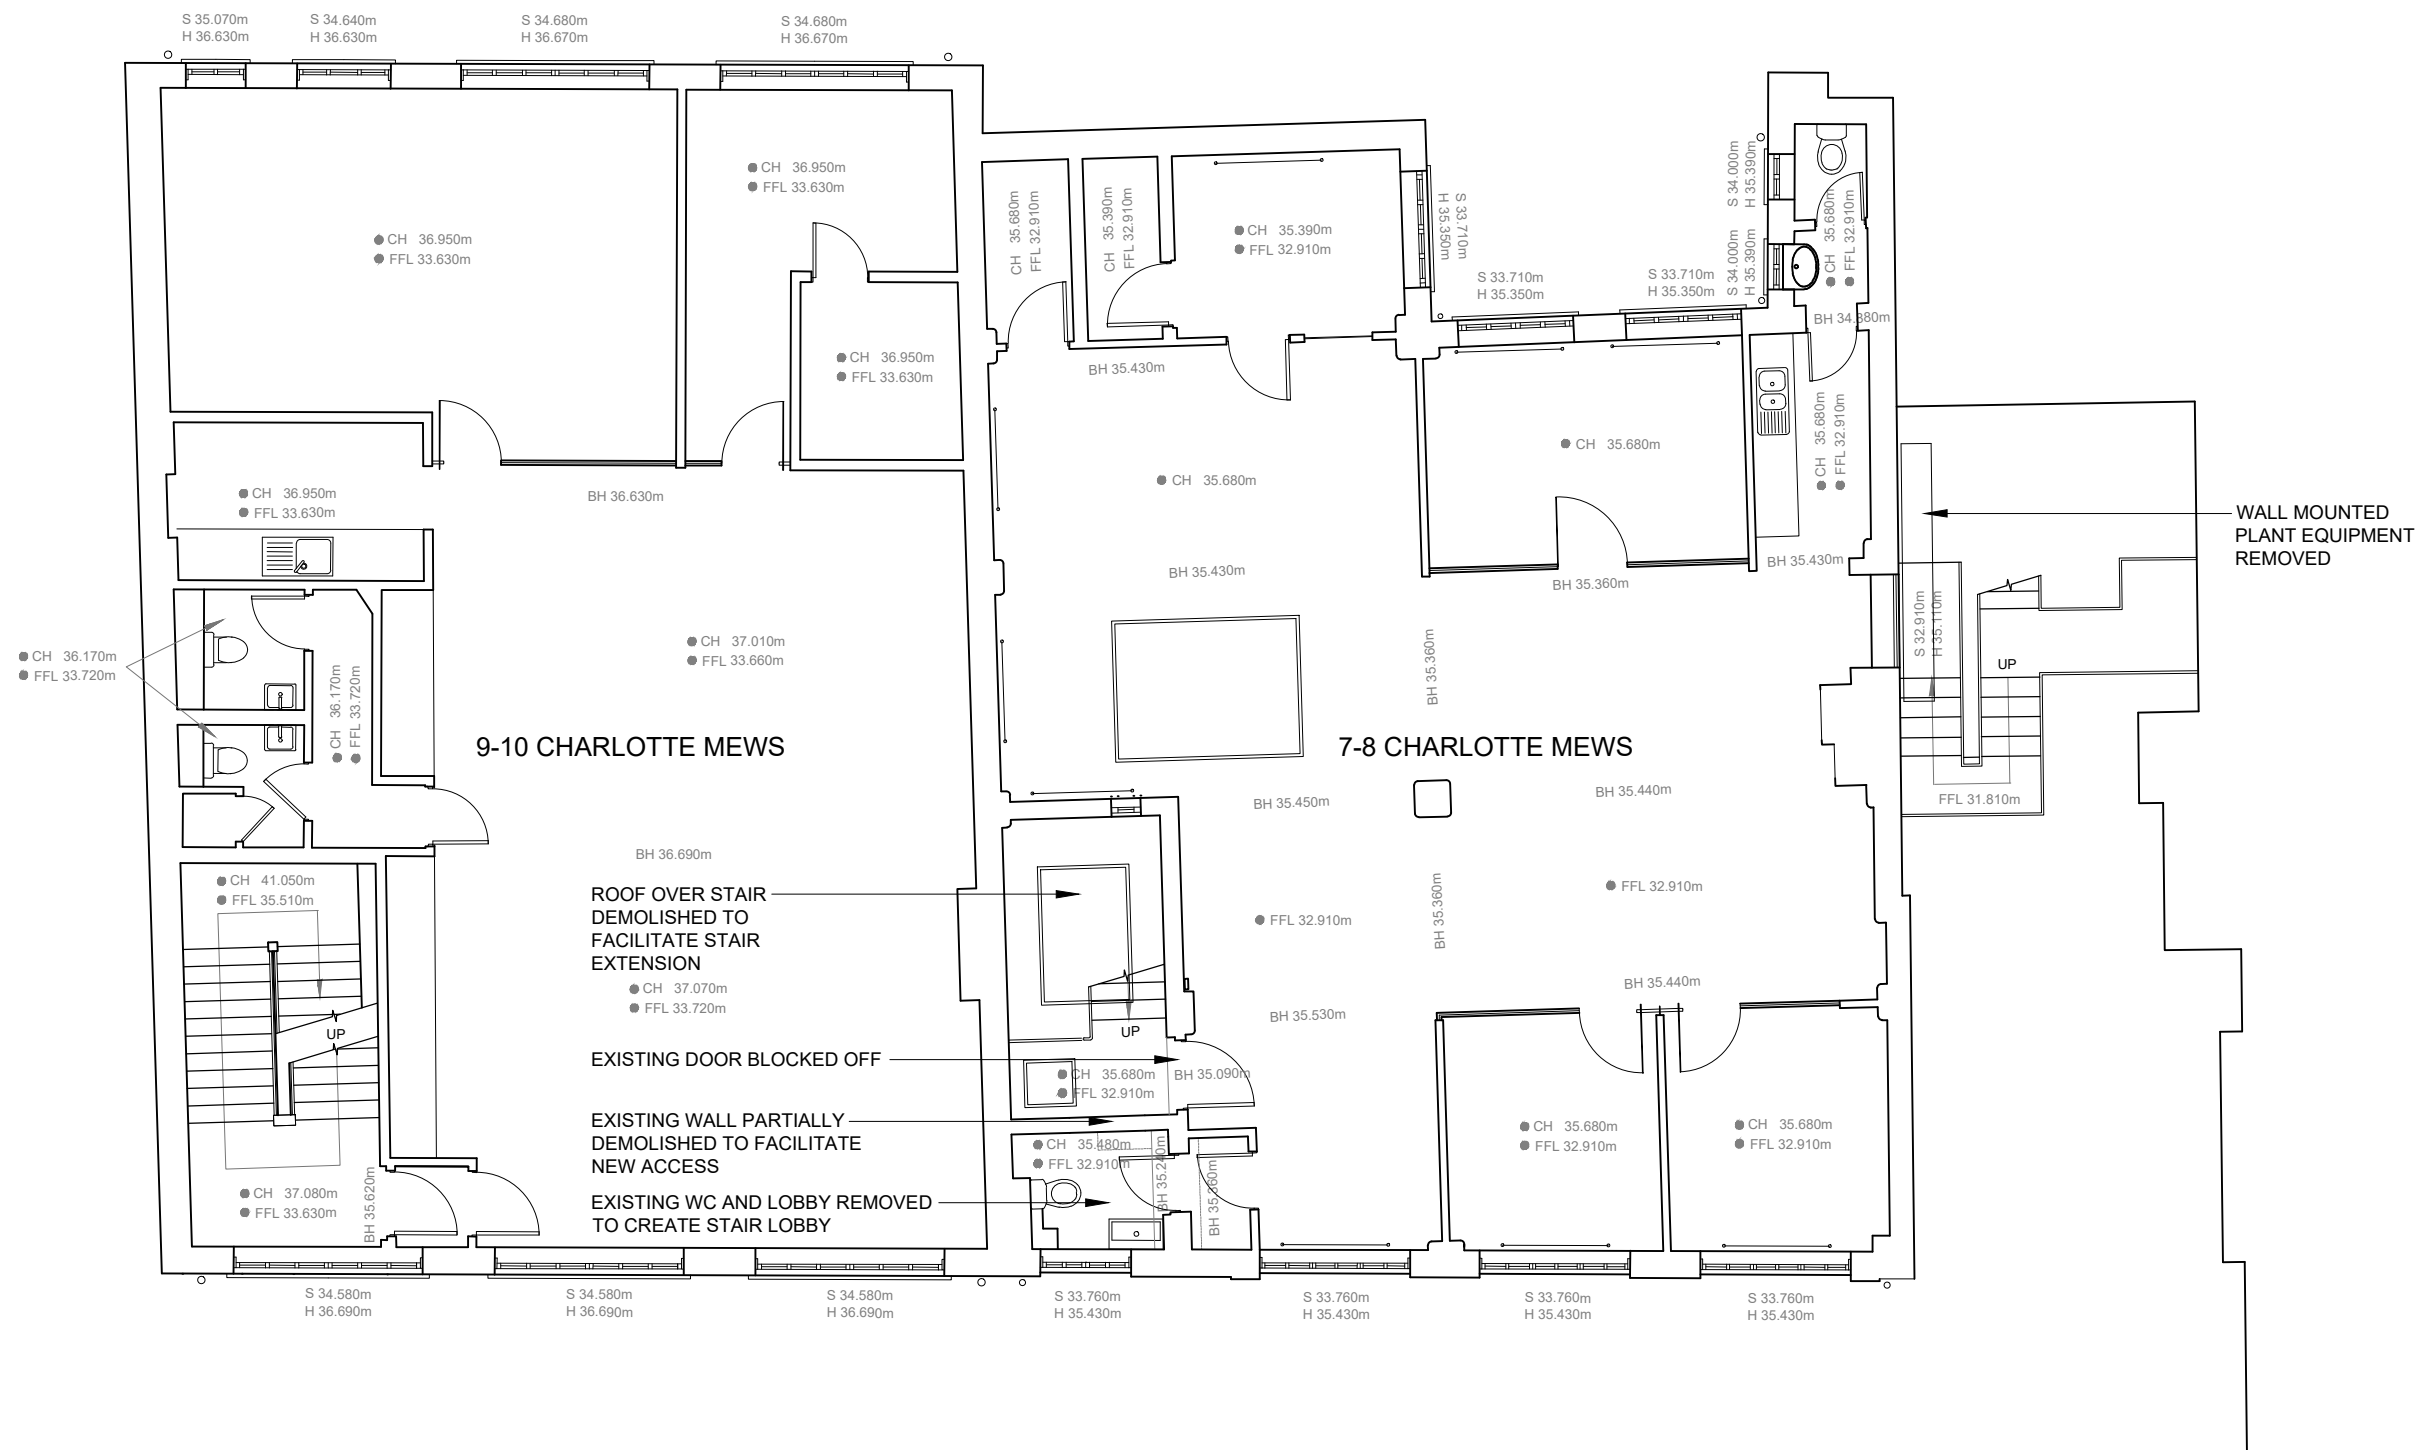 S 35.070m
H 36.630m
S 34.640m
H 36.630m
S 34.680m
H 36.670m
S 34.680m
H 36.670m
CH 36.950m
FFL 33.630m
CH 36.950m
FFL 33.630m
CH 36.950m
FFL 33.630m
CH 36.950m
FFL 33.630m
BH 36.630m
CH 37.010m
FFL 33.660m
CH 36.170m
FFL 33.720m
CH 36.170m
FFL 33.720m
9-10 CHARLOTTE MEWS
BH 36.690m
CH 41.050m
FFL 35.510m
UP
ROOF OVER STAIR
DEMOLISHED TO
FACILITATE STAIR
EXTENSION
CH 37.070m
FFL 33.720m
EXISTING DOOR BLOCKED OFF
EXISTING WALL PARTIALLY
DEMOLISHED TO FACILITATE
NEW ACCESS
EXISTING WC AND LOBBY REMOVED
TO CREATE STAIR LOBBY
CH 37.080m
FFL 33.630m
BH 35.620m
S 34.580m
H 36.690m
S 34.580m
H 36.690m
S 34.580m
H 36.690m
CH 35.680m
FFL 32.910m
CH 35.390m
FFL 32.910m
CH 35.390m
FFL 32.910m
S 33.710m
H 35.350m
S 33.710m
H 35.350m
S 33.710m
H 35.350m
S 34.000m
H 35.390m
S 34.000m
H 35.390m
CH 35.680m
FFL 32.910m
BH 34.880m
BH 35.430m
CH 35.680m
CH 35.680m
CH 35.680m
FFL 32.910m
BH 35.430m
BH 35.360m
BH 35.430m
BH 35.360m
7-8 CHARLOTTE MEWS
BH 35.450m
BH 35.440m
FFL 32.910m
FFL 32.910m
BH 35.360m
BH 35.440m
BH 35.530m
UP
CH 35.680m
FFL 32.910m
BH 35.090m
CH 35.480m
FFL 32.910m
BH 35.240m
BH 35.360m
CH 35.680m
FFL 32.910m
CH 35.680m
FFL 32.910m
S 33.760m
H 35.430m
S 33.760m
H 35.430m
S 33.760m
H 35.430m
S 33.760m
H 35.430m
S 32.910m
H 35.110m
UP
FFL 31.810m
WALL MOUNTED
PLANT EQUIPMENT
REMOVED